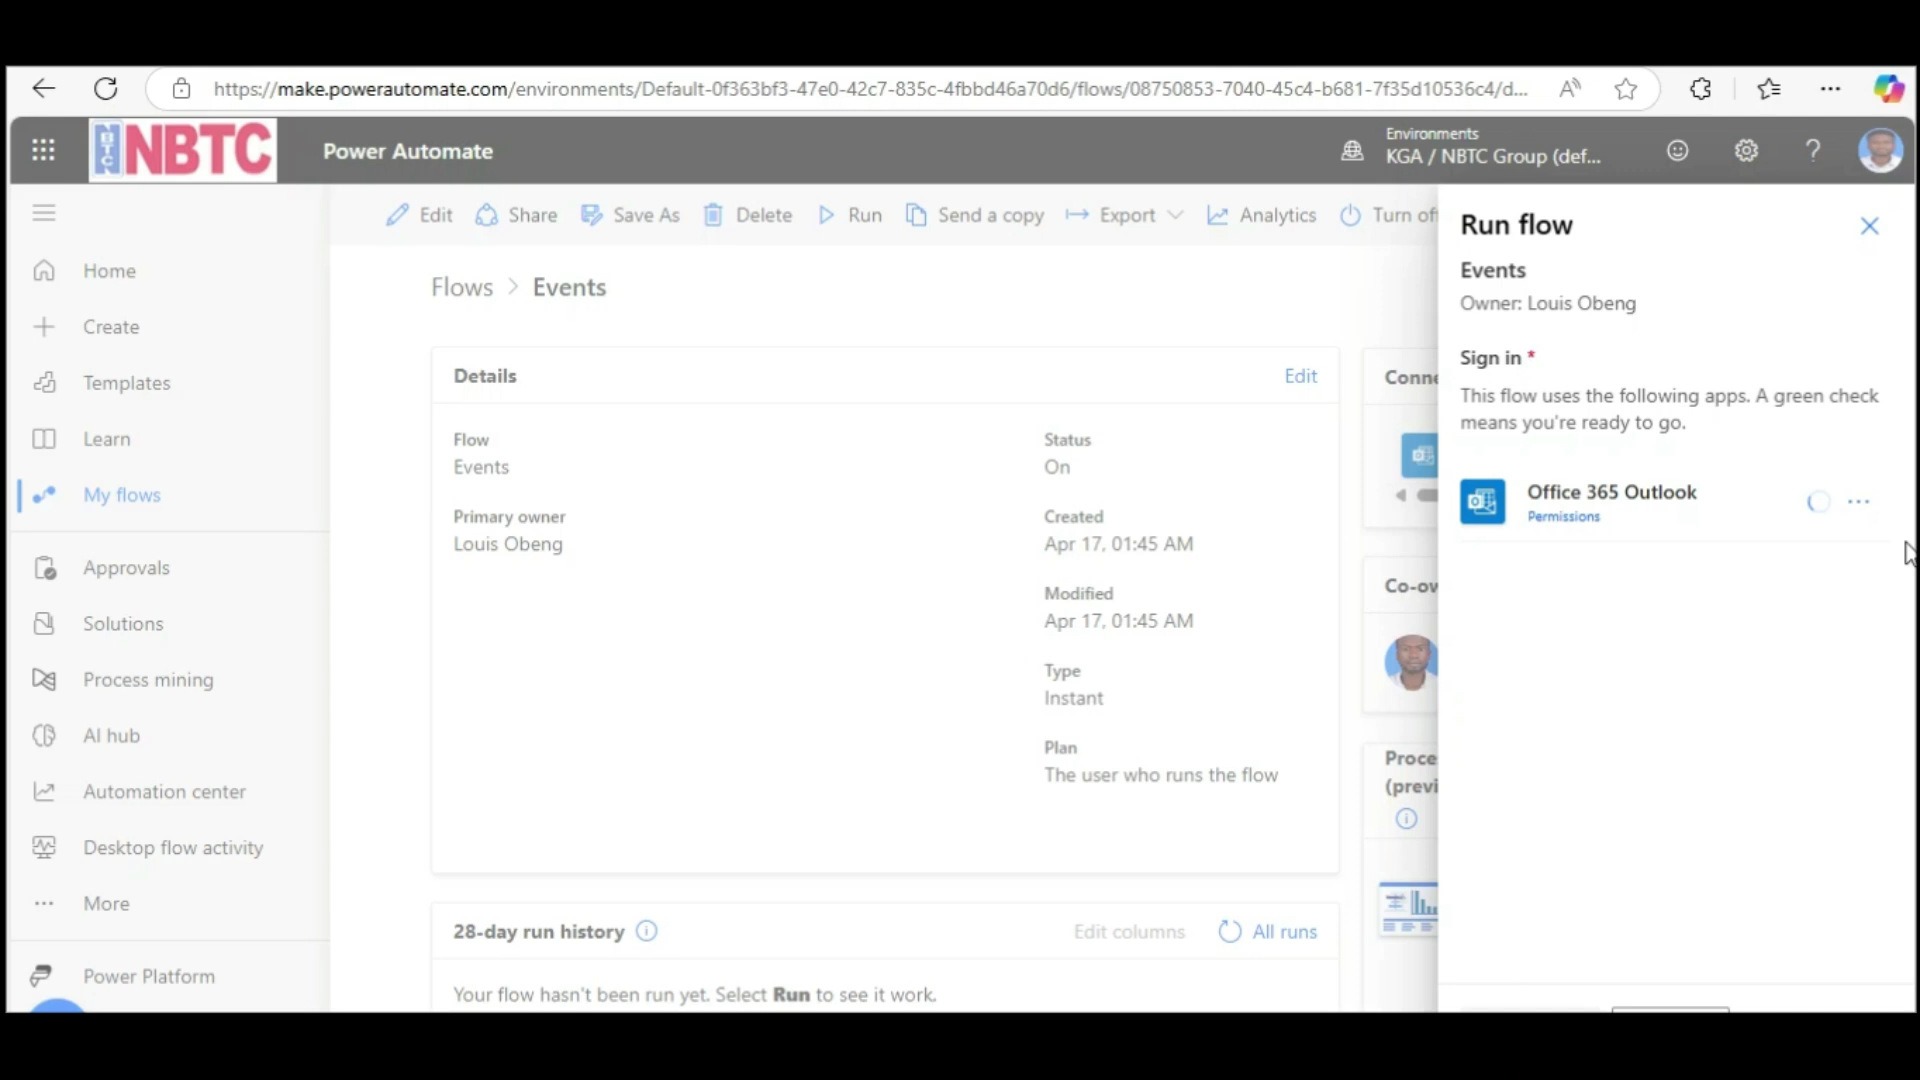 https://make.powerautomate.com/environments/Default-0f363bf3-47e0-42c7-835c-4fbbd46a70d6/flows/08750853-7040-45c4-b681-7f35d10536c4/d...
NBTC
NBTC
Power Automate
Environments
KGA / NBTC Group (def...
Edit
Share
Save As
Delete
Run
Send a copy
Export
Analytics
Turn of
Home
Create
Templates
Learn
My flows
Approvals
Solutions
Process mining
AI hub
Automation center
Desktop flow activity
More
Power Platform
Flows > Events
Details
Edit
Flow
Events
Primary owner
Louis Obeng
Status
On
Created
Apr 17, 01:45 AM
Modified
Apr 17, 01:45 AM
Type
Instant
Plan
The user who runs the flow
28-day run history
Edit columns
All runs
Your flow hasn't been run yet. Select Run to see it work.
Conne
Co-ow
Proce
(previ
Run flow
Events
Owner: Louis Obeng
Sign in *
This flow uses the following apps. A green check
means you're ready to go.
Office 365 Outlook
Permissions